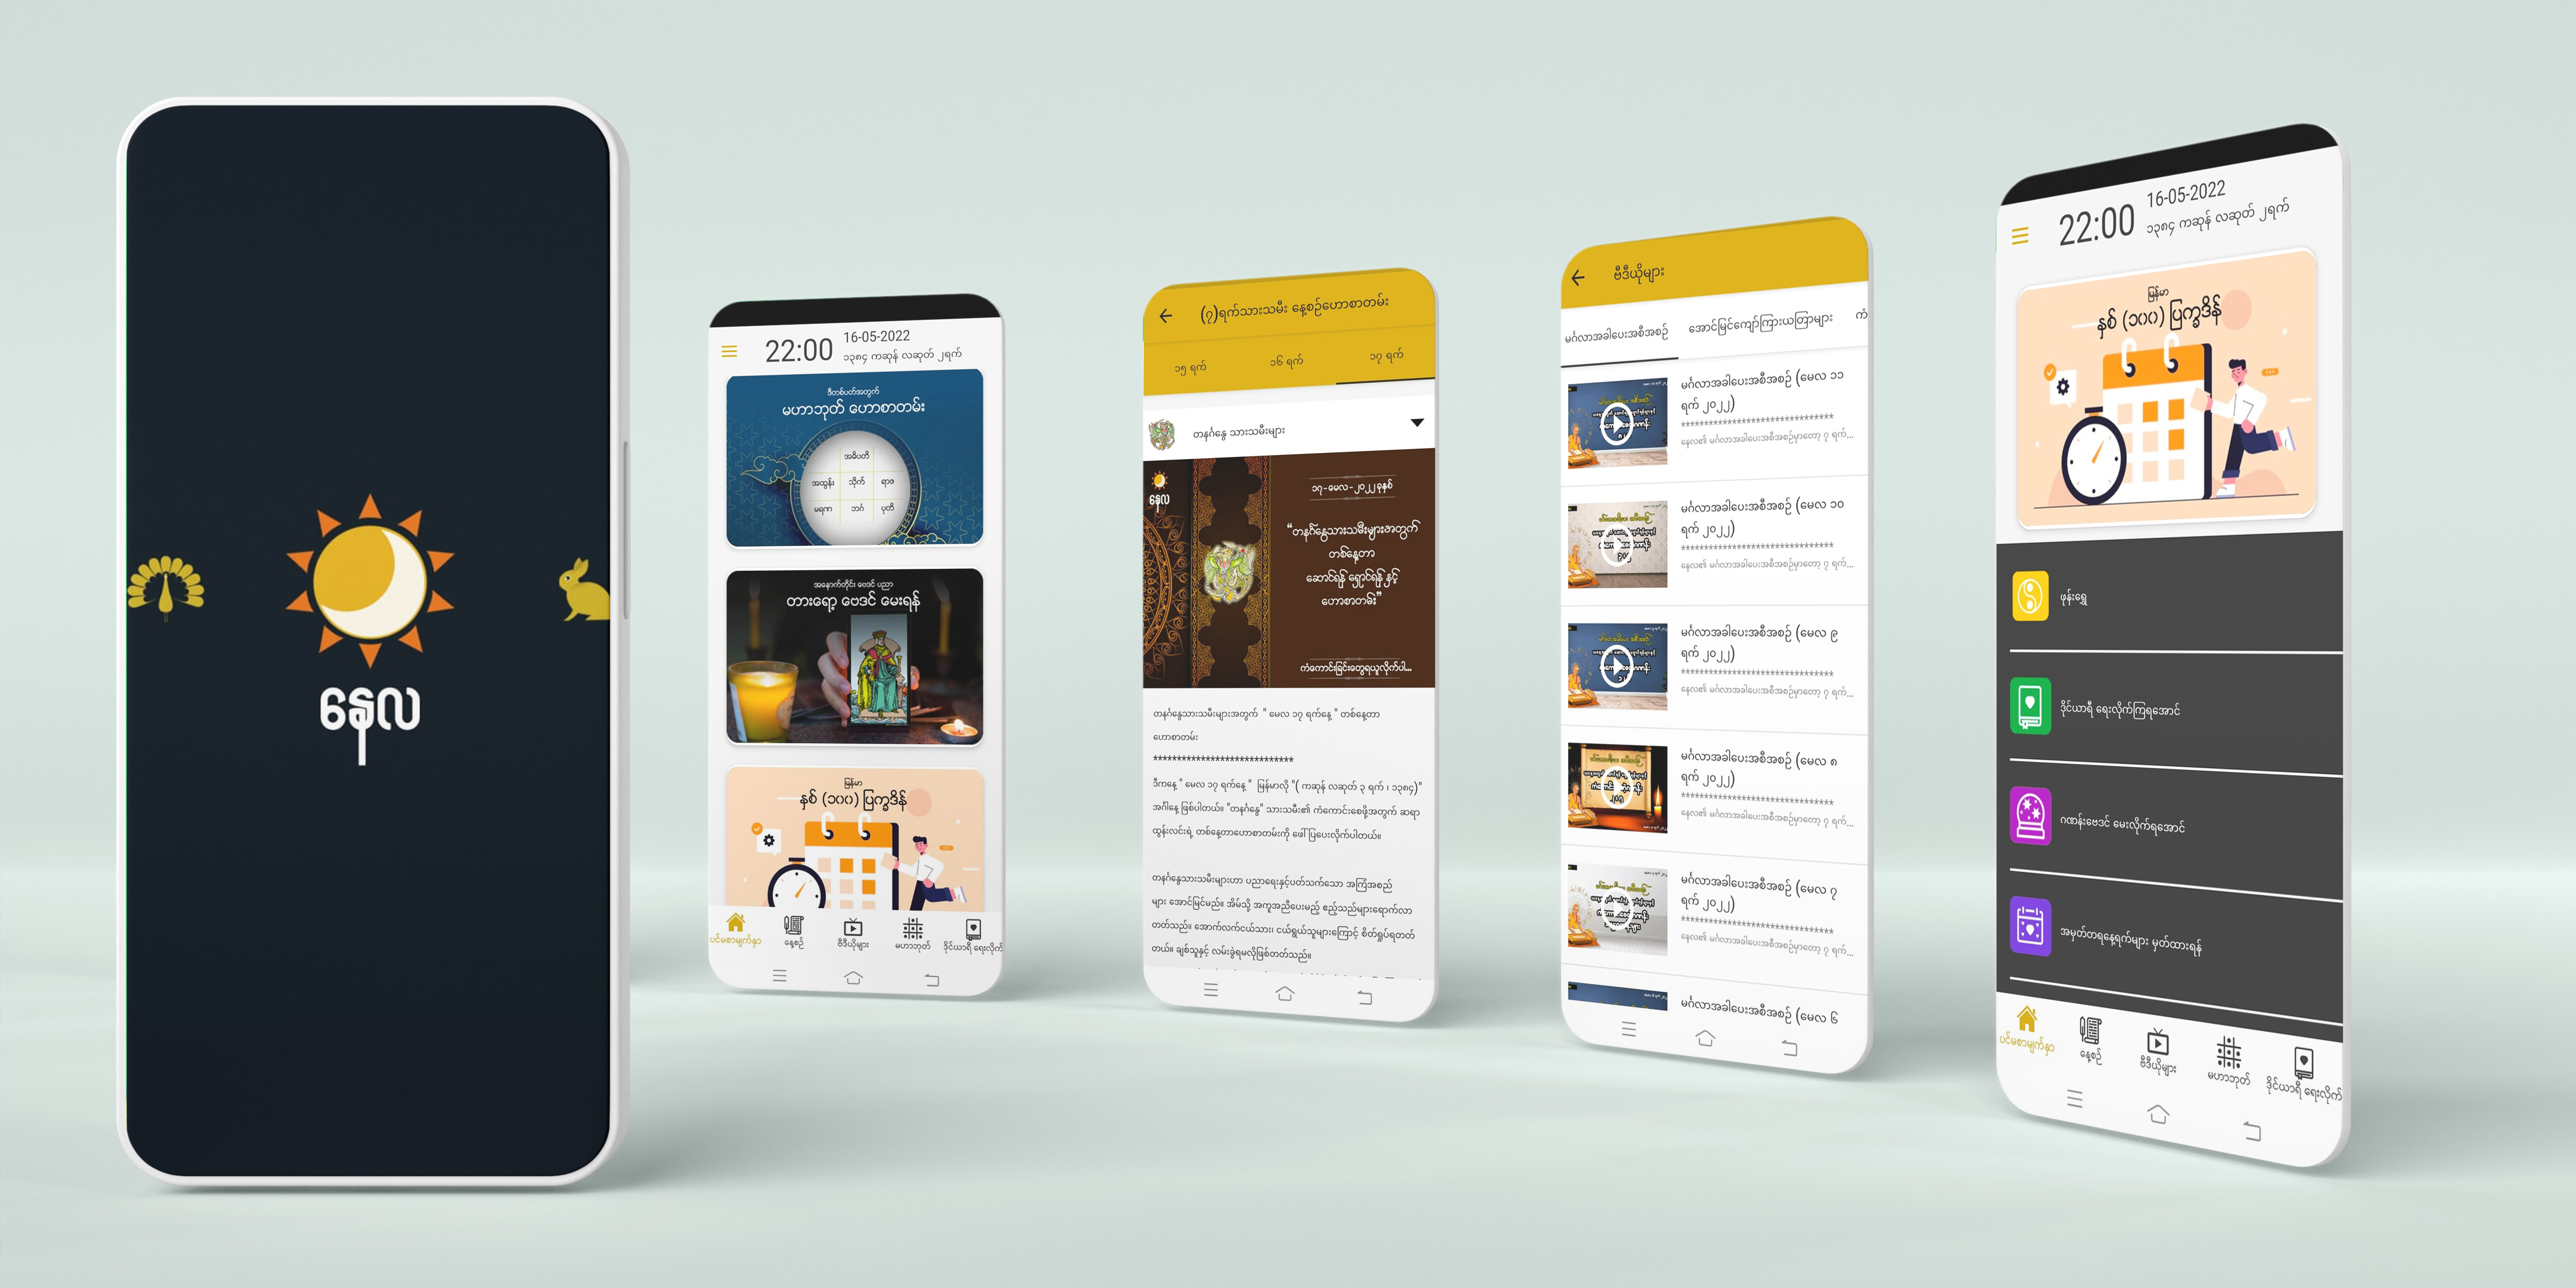 နေလ
22:00
16-05-2022
၁၃၈၄ ကဆုန် လဆုတ် ၂ရက်
ဒီတစ်ပတ်အတွက်
မဟာဘုတ် ဟောစာတမ်း
အဓိပတိ
အထွန်း သိုက် ရာဇ
မရဏ ဘင်္ဂ ပုတိ
အနောက်တိုင်း ဗေဒင် ပညာ
တားရော့ ဗေဒင် မေးရန်
မြန်မာ
နှစ် (၁၀၀) ပြက္ခဒိန်
ပင်မစာမျက်နှာ
နေ့စဉ်
ဗီဒီယိုများ
မဟာဘုတ်
ဒိုင်ယာရီ ရေးလိုက်
(၇)ရက်သားသမီး နေ့စဉ်ဟောစာတမ်း
၁၅ ရက်
၁၆ ရက်
၁၇ ရက်
တနင်္ဂနွေ သားသမီးများ
နေလ
၁၇-မေလ-၂၀၂၂ခုနှစ်
“တနင်္ဂနွေသားသမီးများအတွက်
တစ်နေ့တာ
ဆောင်ရန် ရှောင်ရန် နှင့်
ဟောစာတမ်း”
ကံကောင်းခြင်းတွေရယူလိုက်ပါ...
တနင်္ဂနွေသားသမီးများအတွက် " မေလ ၁၇ ရက်နေ့ " တစ်နေ့တာ
ဟောစာတမ်း
******************************
ဒီကနေ့ " မေလ ၁၇ ရက်နေ့ " မြန်မာလို "( ကဆုန် လဆုတ် ၃ ရက် ၊ ၁၃၈၄)"
အင်္ဂါနေ့ ဖြစ်ပါတယ်။ "တနင်္ဂနွေ" သားသမီး၏ ကံကောင်းစေဖို့အတွက် ဆရာ
ထွန်းလင်းရဲ့ တစ်နေ့တာဟောစာတမ်းကို ဖော်ပြပေးလိုက်ပါတယ်။
တနင်္ဂနွေသားသမီးများဟာ ပညာရေးနှင့်ပတ်သက်သော အကြံအစည်
များ အောင်မြင်မည်။ အိမ်သို့ အကူအညီပေးမည့် ဧည့်သည်များရောက်လာ
တတ်သည်။ အောက်လက်ငယ်သား၊ ငယ်ရွယ်သူများကြောင့် စိတ်ရှုပ်ရတတ်
တယ်။ ချစ်သူနှင့် လမ်းခွဲရမလိုဖြစ်တတ်သည်။
ဗီဒီယိုများ
မင်္ဂလာအခါပေးအစီအစဉ်
အောင်မြင်ကျော်ကြားယတြာများ
ကံ
မင်္ဂလာအခါပေးအစီအစဉ် (မေလ ၁၁
ရက် ၂၀၂၂)
********************************
နေလ၏ မင်္ဂလာအခါပေးအစီအစဉ်မှာတော့ ၇ ရက်...
မင်္ဂလာအခါပေးအစီအစဉ် (မေလ ၁၀
ရက် ၂၀၂၂)
********************************
နေလ၏ မင်္ဂလာအခါပေးအစီအစဉ်မှာတော့ ၇ ရက်...
မင်္ဂလာအခါပေးအစီအစဉ် (မေလ ၉
ရက် ၂၀၂၂)
********************************
နေလ၏ မင်္ဂလာအခါပေးအစီအစဉ်မှာတော့ ၇ ရက်...
မင်္ဂလာအခါပေးအစီအစဉ် (မေလ ၈
ရက် ၂၀၂၂)
********************************
နေလ၏ မင်္ဂလာအခါပေးအစီအစဉ်မှာတော့ ၇ ရက်...
မင်္ဂလာအခါပေးအစီအစဉ် (မေလ ၇
ရက် ၂၀၂၂)
********************************
နေလ၏ မင်္ဂလာအခါပေးအစီအစဉ်မှာတော့ ၇ ရက်...
မင်္ဂလာအခါပေးအစီအစဉ် (မေလ ၆
22:00
16-05-2022
၁၃၈၄ ကဆုန် လဆုတ် ၂ရက်
မြန်မာ
နှစ် (၁၀၀) ပြက္ခဒိန်
ဖုန်းရွှေ
ဒိုင်ယာရီ ရေးလိုက်ကြရအောင်
ဂဏန်းဗေဒင် မေးလိုက်ရအောင်
အမှတ်တရနေ့ရက်များ မှတ်ထားရန်
ပင်မစာမျက်နှာ
နေ့စဉ်
ဗီဒီယိုများ
မဟာဘုတ်
ဒိုင်ယာရီ ရေးလိုက်